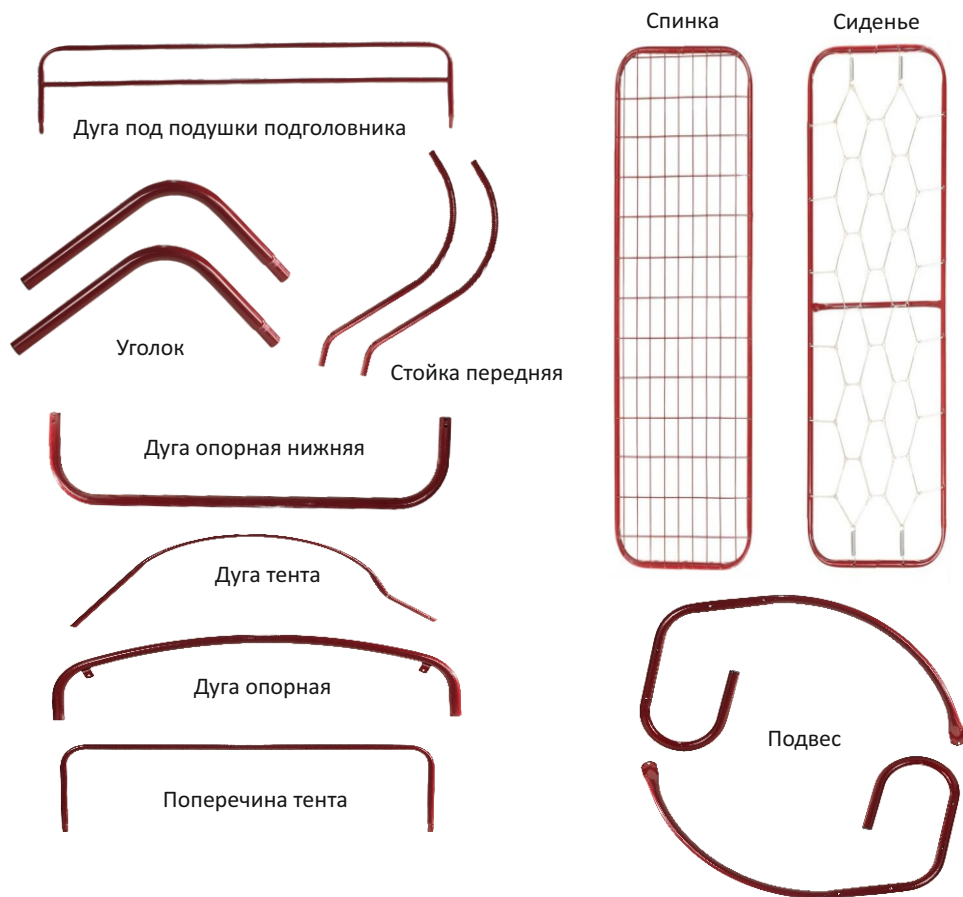 Спинка
Сиденье
Дуга под подушки подголовника
Уголок
Стойка передняя
Дуга опорная нижняя
Дуга тента
Дуга опорная
Подвес
Поперечина тента